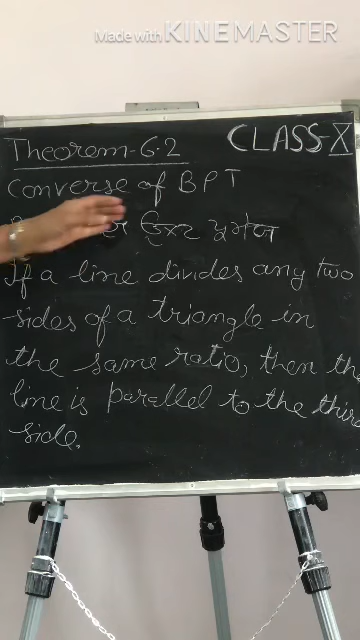 Made with KINEMASTER
CLASS-X
Theorem-6.2
Converse of BPT
If a line divides any two
sides of a triangle in
the same ratio, then the
line is parallel to the third
side.